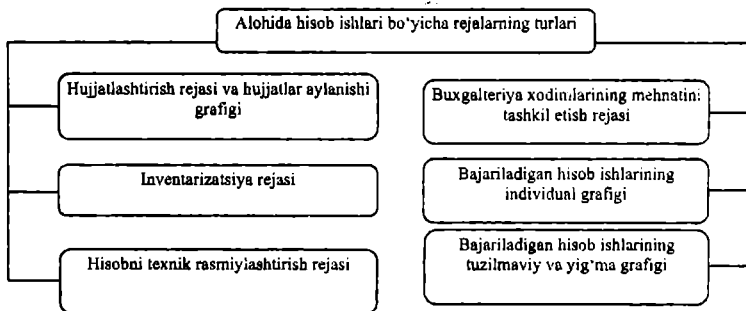 Alohida hisob ishlari bo'yicha rejalarning turlari
Hujjatlashtirish rejasi va hujjatlar aylanishi
grafigi
Inventarizatsiya rejasi
Hisobni texnik rasmiylashtirish rejasi
Buxgalteriya xodimlarining mehnatini
tashkil etish rejasi
Bajariladigan hisob ishlarining
individual grafigi
Bajariladigan hisob ishlarining
tuzilmaviy va yig'ma grafigi